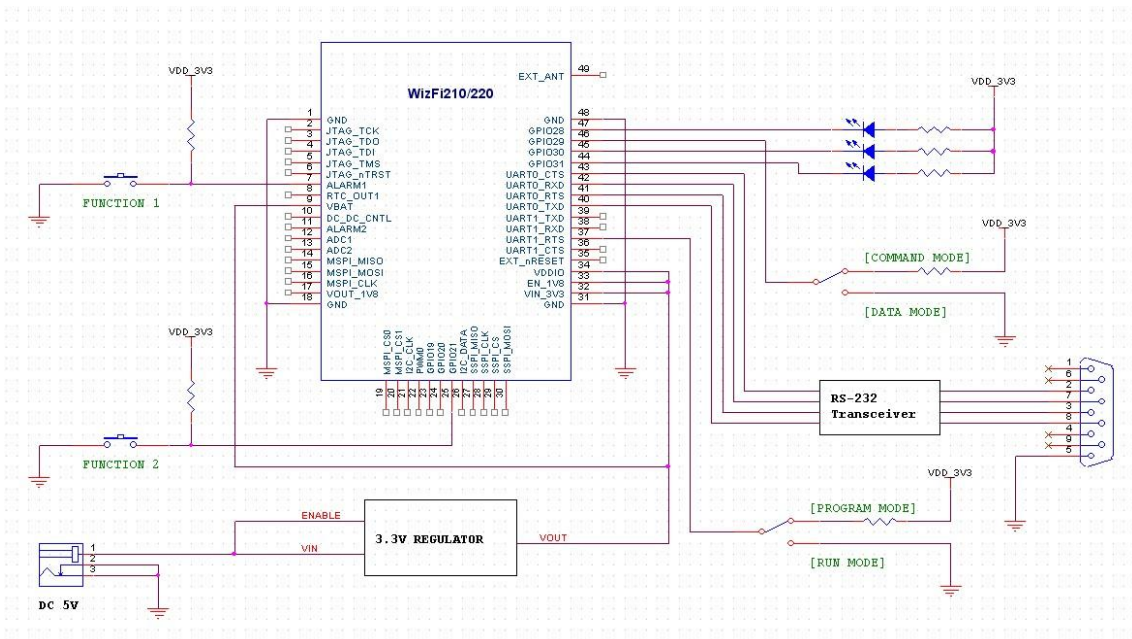 WizFi210/220
EXT_ANT
49
VDD_3V3
VDD_3V3
1
GND
2
JTAG_TCK
3
JTAG_TDO
4
JTAG_TDI
5
JTAG_TMS
6
JTAG_nTRST
7
ALARM1
8
RTC_OUT1
9
VBAT
10
DC_DC_CNTL
11
ALARM2
12
ADC1
13
ADC2
14
MSPI_MISO
15
MSPI_MOSI
16
MSPI_CLK
17
VOUT_1V8
18
GND
48
GND
47
GPIO28
46
GPIO29
45
GPIO30
44
GPIO31
43
UART0_CTS
42
UART0_RXD
41
UART0_RTS
40
UART0_TXD
39
UART1_TXD
38
UART1_RXD
37
UART1_RTS
36
UART1_CTS
35
EXT_nRESET
34
VDDIO
33
EN_1V8
32
VIN_3V3
31
GND
FUNCTION 1
VDD_3V3
[COMMAND MODE]
[DATA MODE]
VDD_3V3
MSPI_CS0
MSPI_CS1
I2C_CLK
PWM0
GPIO19
GPIO20
GPIO21
I2C_DATA
SSPI_MISO
SSPI_CLK
SSPI_CS
SSPI_MOSI
19
20
21
22
23
24
25
26
27
28
29
30
RS-232
Transceiver
1
6
2
7
3
8
4
9
5
FUNCTION 2
VDD_3V3
[PROGRAM MODE]
[RUN MODE]
ENABLE
VIN
3.3V REGULATOR
VOUT
1
2
3
DC 5V